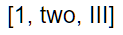 [1, two, III]